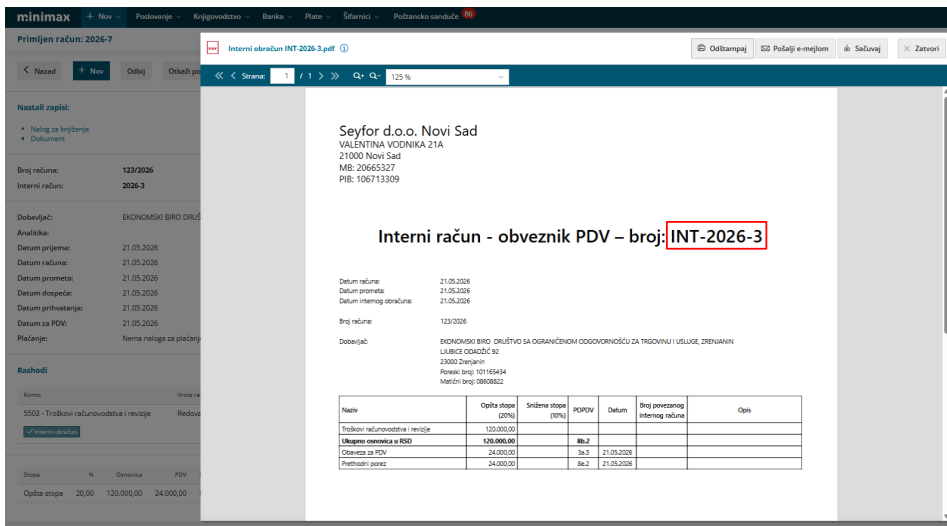 minimax + Nov Poslovanje Knjigovodstvo Banka Plate Šifarnici Poštansko sanduče 86
Primljen račun: 2026-7
Nazad + Nov Odbij Otkaži po
Nastali zapisi:
Nalog za knjiženje
Dokument
Broj računa: 123/2026
Interni račun: 2026-3
Dobavljač: EKONOMSKI BIRO DRUŠ
Analitika:
Datum prijema: 21.05.2026
Datum računa: 21.05.2026
Datum prometa: 21.05.2026
Datum dospeća: 21.05.2026
Datum prihvatanja: 21.05.2026
Datum za PDV: 21.05.2026
Plaćanje: Nema naloga za plaćanj
Rashodi
Konto Vrsta ra
5503 - Troškovi računovodstva i revizije Redova
Interni obračun
Stopa % Osnovica PDV
Opšta stopa 20,00 120.000,00 24.000,00
PDF Interni obračun INT-2026-3.pdf Odštampaj Pošalji e-mejlom Sačuvaj Zatvori
Strana: 1 / 1 125 %
Seyfor d.o.o. Novi Sad
VALENTINA VODNIKA 21A
21000 Novi Sad
MB: 20665327
PIB: 106713309
Interni račun - obveznik PDV – broj: INT-2026-3
Datum računa: 21.05.2026
Datum prometa: 21.05.2026
Datum internog obračuna: 21.05.2026
Broj računa: 123/2026
Dobavljač: EKONOMSKI BIRO DRUŠTVO SA OGRANIČENOM ODGOVORNOŠĆU ZA TRGOVINU I USLUGE, ZRENJANIN
LJUBICE ODADŽIĆ 92
23000 Zrenjanin
Poreski broj: 101165434
Matični broj: 08608822
Naziv Opšta stopa (20%) Snižena stopa (10%) POPDV Datum Broj povezanog internog računa Opis
Troškovi računovodstva i revizije 120.000,00
Ukupno osnovica u RSD 120.000,00 8b.2
Obaveza za PDV 24.000,00 3a.3 21.05.2026
Prethodni porez 24.000,00 8e.2 21.05.2026